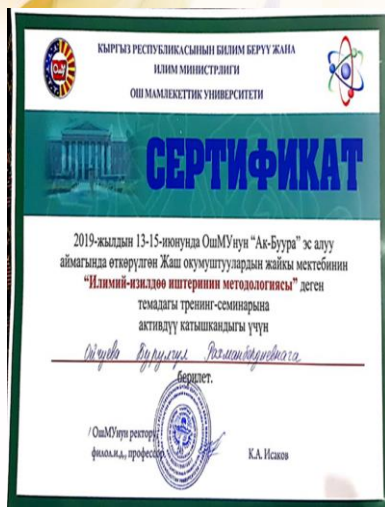 КЫРГЫЗ РЕСПУБЛИКАСЫНЫН БИЛИМ БЕРҮҮ ЖАНА
ИЛИМ МИНИСТРЛИГИ
ОШ МАМЛЕКЕТТИК УНИВЕРСИТЕТИ
СЕРТИФИКАТ
2019-жылдын 13-15-июнунда ОшМУнун “Ак-Буура” эс алуу
аймагында өткөрүлгөн Жаш окумуштуулардын жайкы мектебинин
“Илимий-изилдөө иштеринин методологиясы” деген
темадагы тренинг-семинарына
активдүү катышкандыгы үчүн
берилет.
ОшМУнун ректору,
филол.и.д., профессор
К.А. Исаков